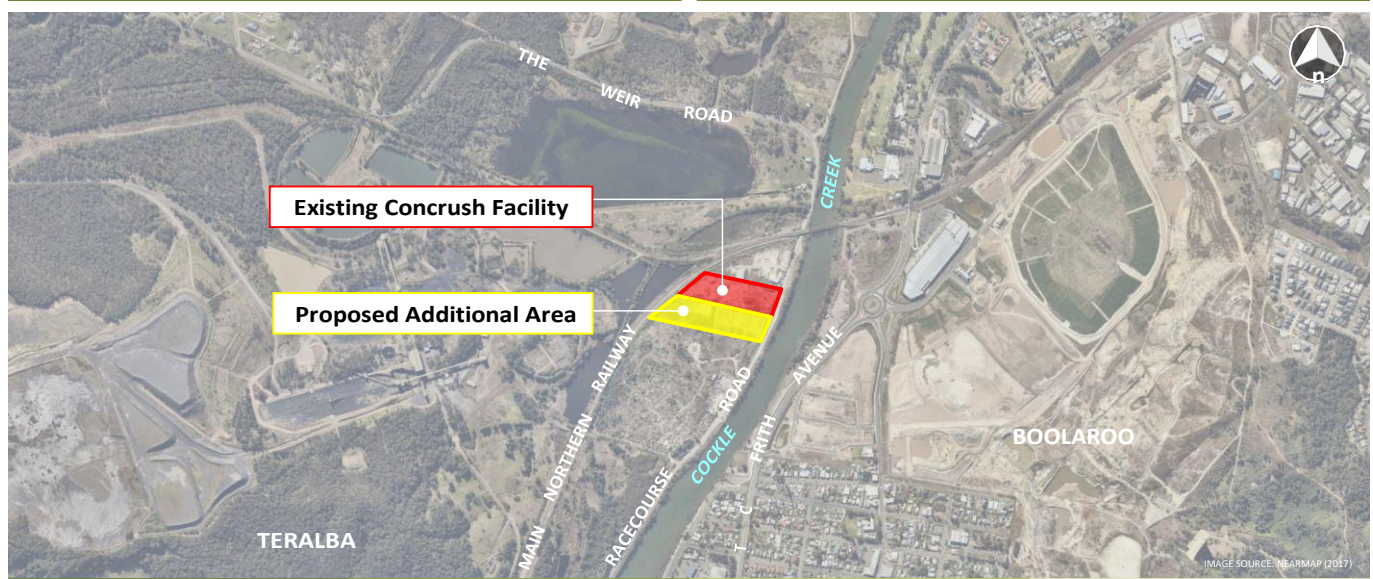 THE WEIR ROAD
n
CREEK
Existing Concrush Facility
Proposed Additional Area
MAIN NORTHERN RAILWAY
RACECOURSE ROAD
COCKLE
T C FRITH AVENUE
BOOLAROO
TERALBA
IMAGE SOURCE: NEARMAP (2017)